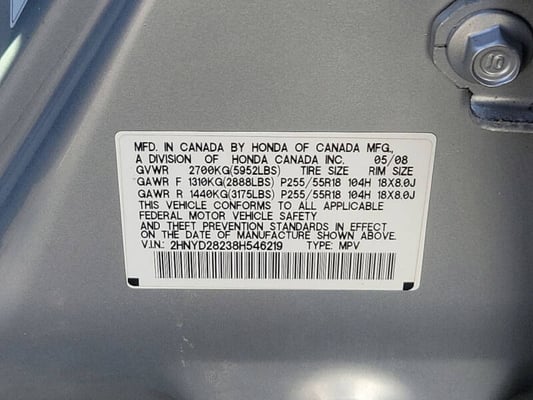 10
MFD. IN CANADA BY HONDA OF CANADA MFG.,
A DIVISION OF HONDA CANADA INC. 05/08
GVWR 2700KG(5952LBS) TIRE SIZE RIM SIZE
GAWR F 1310KG(2888LBS) P255/55R18 104H 18X8.0J
GAWR R 1440KG(3175LBS) P255/55R18 104H 18X8.0J
THIS VEHICLE CONFORMS TO ALL APPLICABLE
FEDERAL MOTOR VEHICLE SAFETY
AND THEFT PREVENTION STANDARDS IN EFFECT
ON THE DATE OF MANUFACTURE SHOWN ABOVE.
V.I.N.: 2HNYD28238H546219 TYPE: MPV